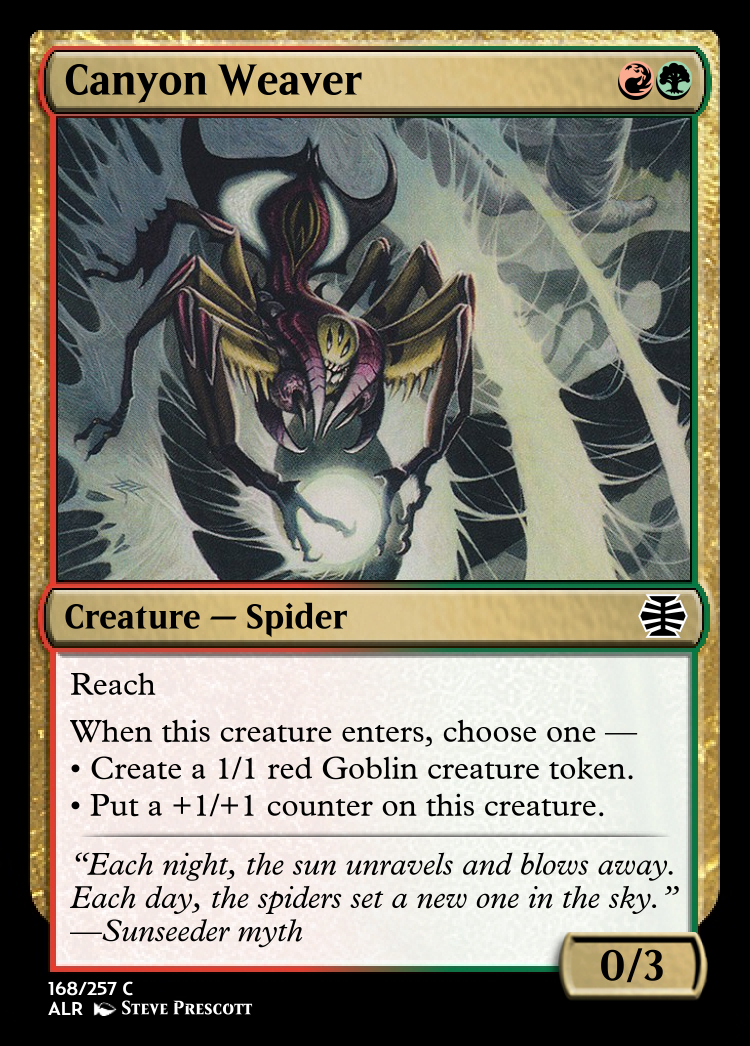 Canyon Weaver
Creature — Spider
Reach
When this creature enters, choose one —
• Create a 1/1 red Goblin creature token.
• Put a +1/+1 counter on this creature.
“Each night, the sun unravels and blows away.
Each day, the spiders set a new one in the sky.”
—Sunseeder myth
0/3
168/257 C
ALR Steve Prescott